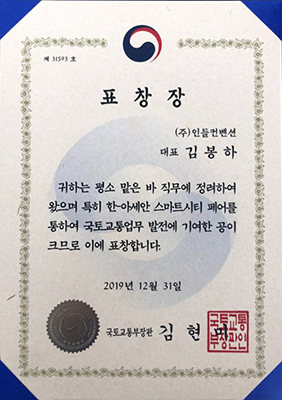 제 31593 호
표 창 장
(주)인들컨벤션
대표 김봉하
귀하는 평소 맡은 바 직무에 정려하여
왔으며 특히 한·아세안 스마트시티 페어를
통하여 국토교통업무 발전에 기여한 공이
크므로 이에 표창합니다.
2019년 12월 31일
국토교통부장관 김 현 미
국토교통
부장관인